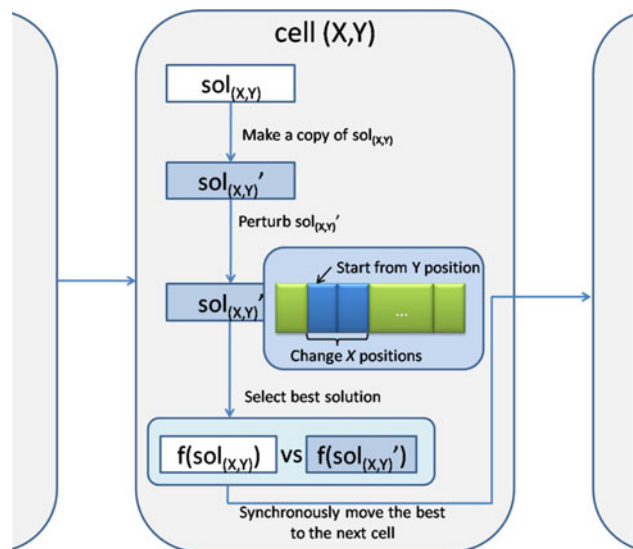 cell (X,Y)
sol(X,Y)
Make a copy of sol(X,Y)
sol(X,Y)'
Perturb sol(X,Y)'
sol(X,Y)'
Start from Y position
...
Change X positions
Select best solution
f(sol(X,Y)) vs f(sol(X,Y)')
Synchronously move the best
to the next cell